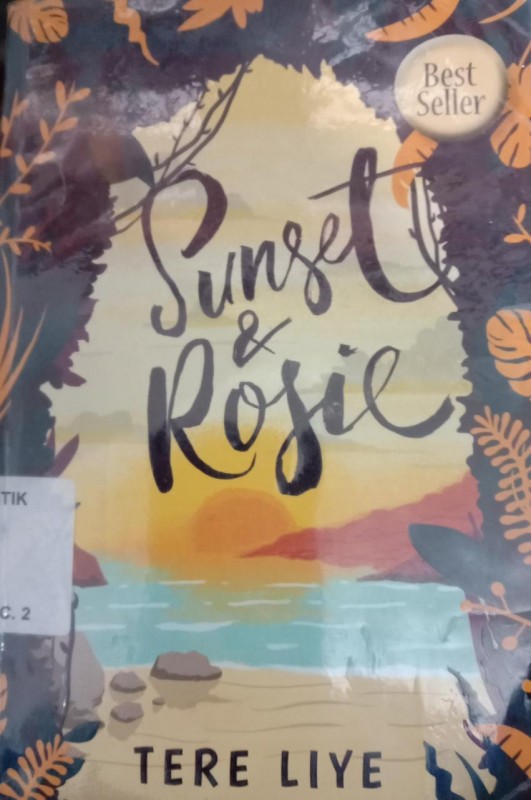 Best
Seller
Sunset
&
Rosie
TIK
C. 2
TERE LIYE